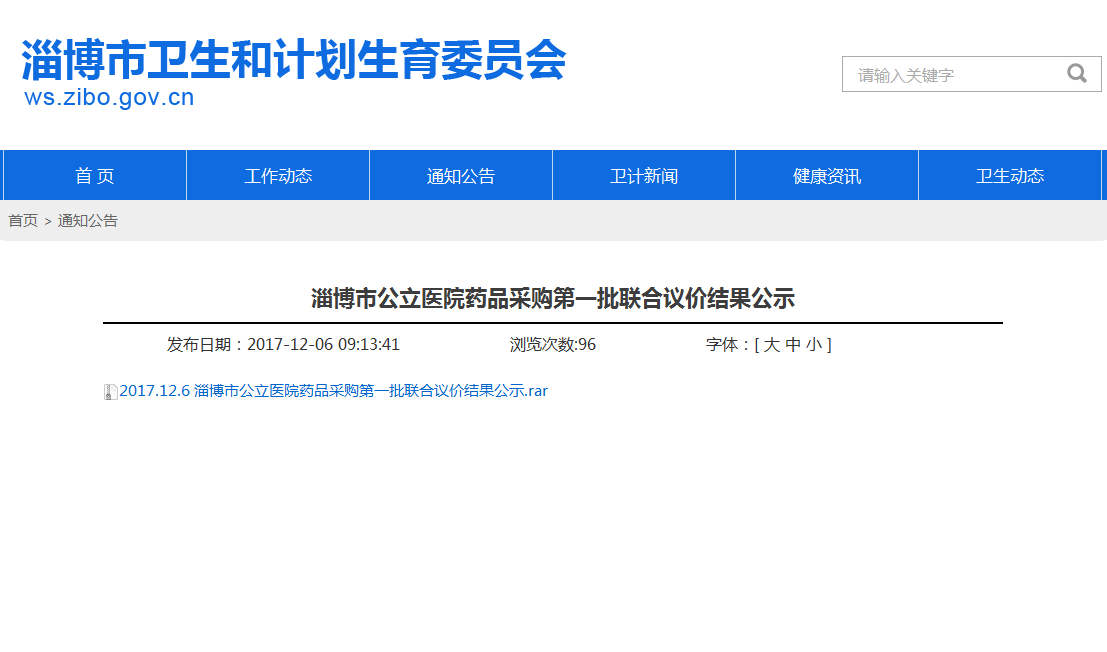 淄博市卫生和计划生育委员会
ws.zibo.gov.cn
请输入关键字
首 页 工作动态 通知公告 卫计新闻 健康资讯 卫生动态
首页 > 通知公告
淄博市公立医院药品采购第一批联合议价结果公示
发布日期：2017-12-06 09:13:41 浏览次数:96 字体：[ 大 中 小 ]
2017.12.6 淄博市公立医院药品采购第一批联合议价结果公示.rar